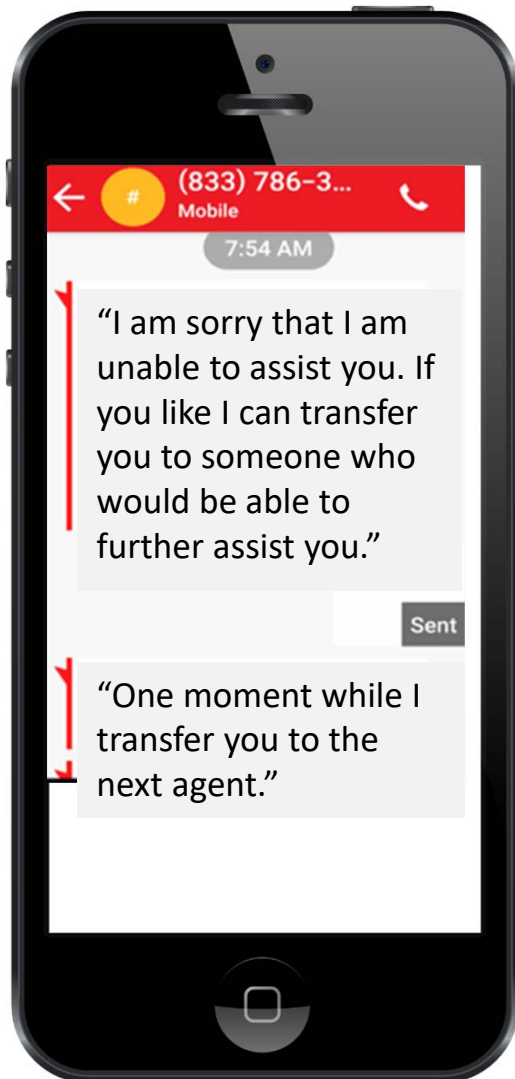 #
(833) 786-3...
Mobile
7:54 AM
“I am sorry that I am
unable to assist you. If
you like I can transfer
you to someone who
would be able to
further assist you.”
Sent
“One moment while I
transfer you to the
next agent.”